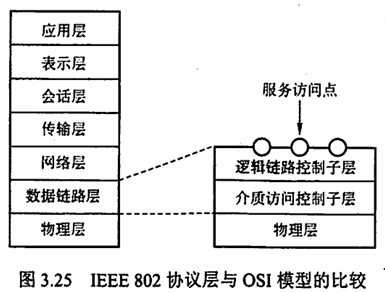 应用层
表示层
会话层
传输层
网络层
数据链路层
物理层
服务访问点
逻辑链路控制子层
介质访问控制子层
物理层
图 3.25 IEEE 802 协议层与 OSI 模型的比较